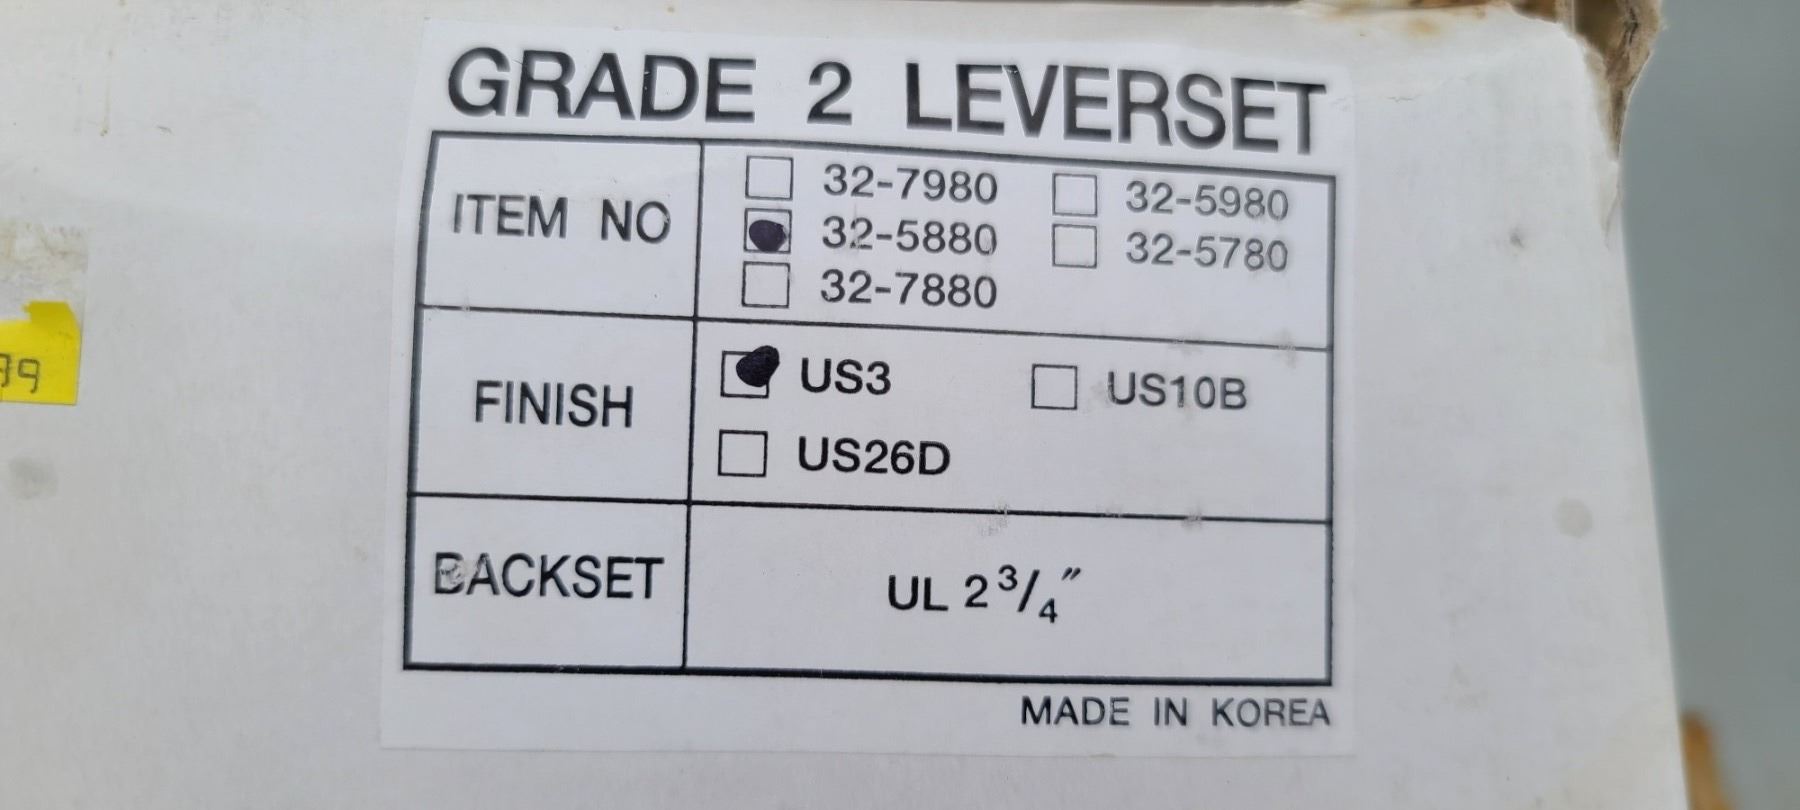 GRADE 2 LEVERSET
ITEM NO
32-7980 32-5980
32-5880 32-5780
32-7880
FINISH
US3 US10B
US26D
BACKSET
UL 2 3/4"
MADE IN KOREA